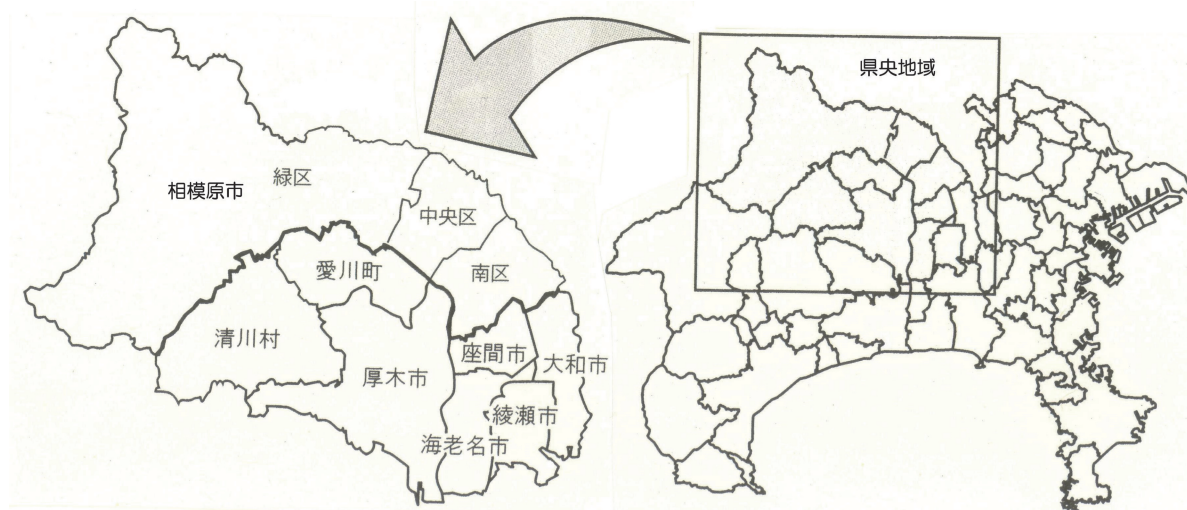 県央地域
相模原市
緑区
中央区
愛川町
南区
清川村
座間市
大和市
厚木市
綾瀬市
海老名市